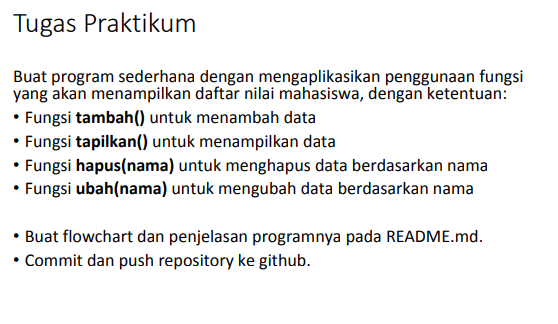 Tugas Praktikum
Buat program sederhana dengan mengaplikasikan penggunaan fungsi
yang akan menampilkan daftar nilai mahasiswa, dengan ketentuan:
• Fungsi tambah() untuk menambah data
• Fungsi tapilkan() untuk menampilkan data
• Fungsi hapus(nama) untuk menghapus data berdasarkan nama
• Fungsi ubah(nama) untuk mengubah data berdasarkan nama
• Buat flowchart dan penjelasan programnya pada README.md.
• Commit dan push repository ke github.